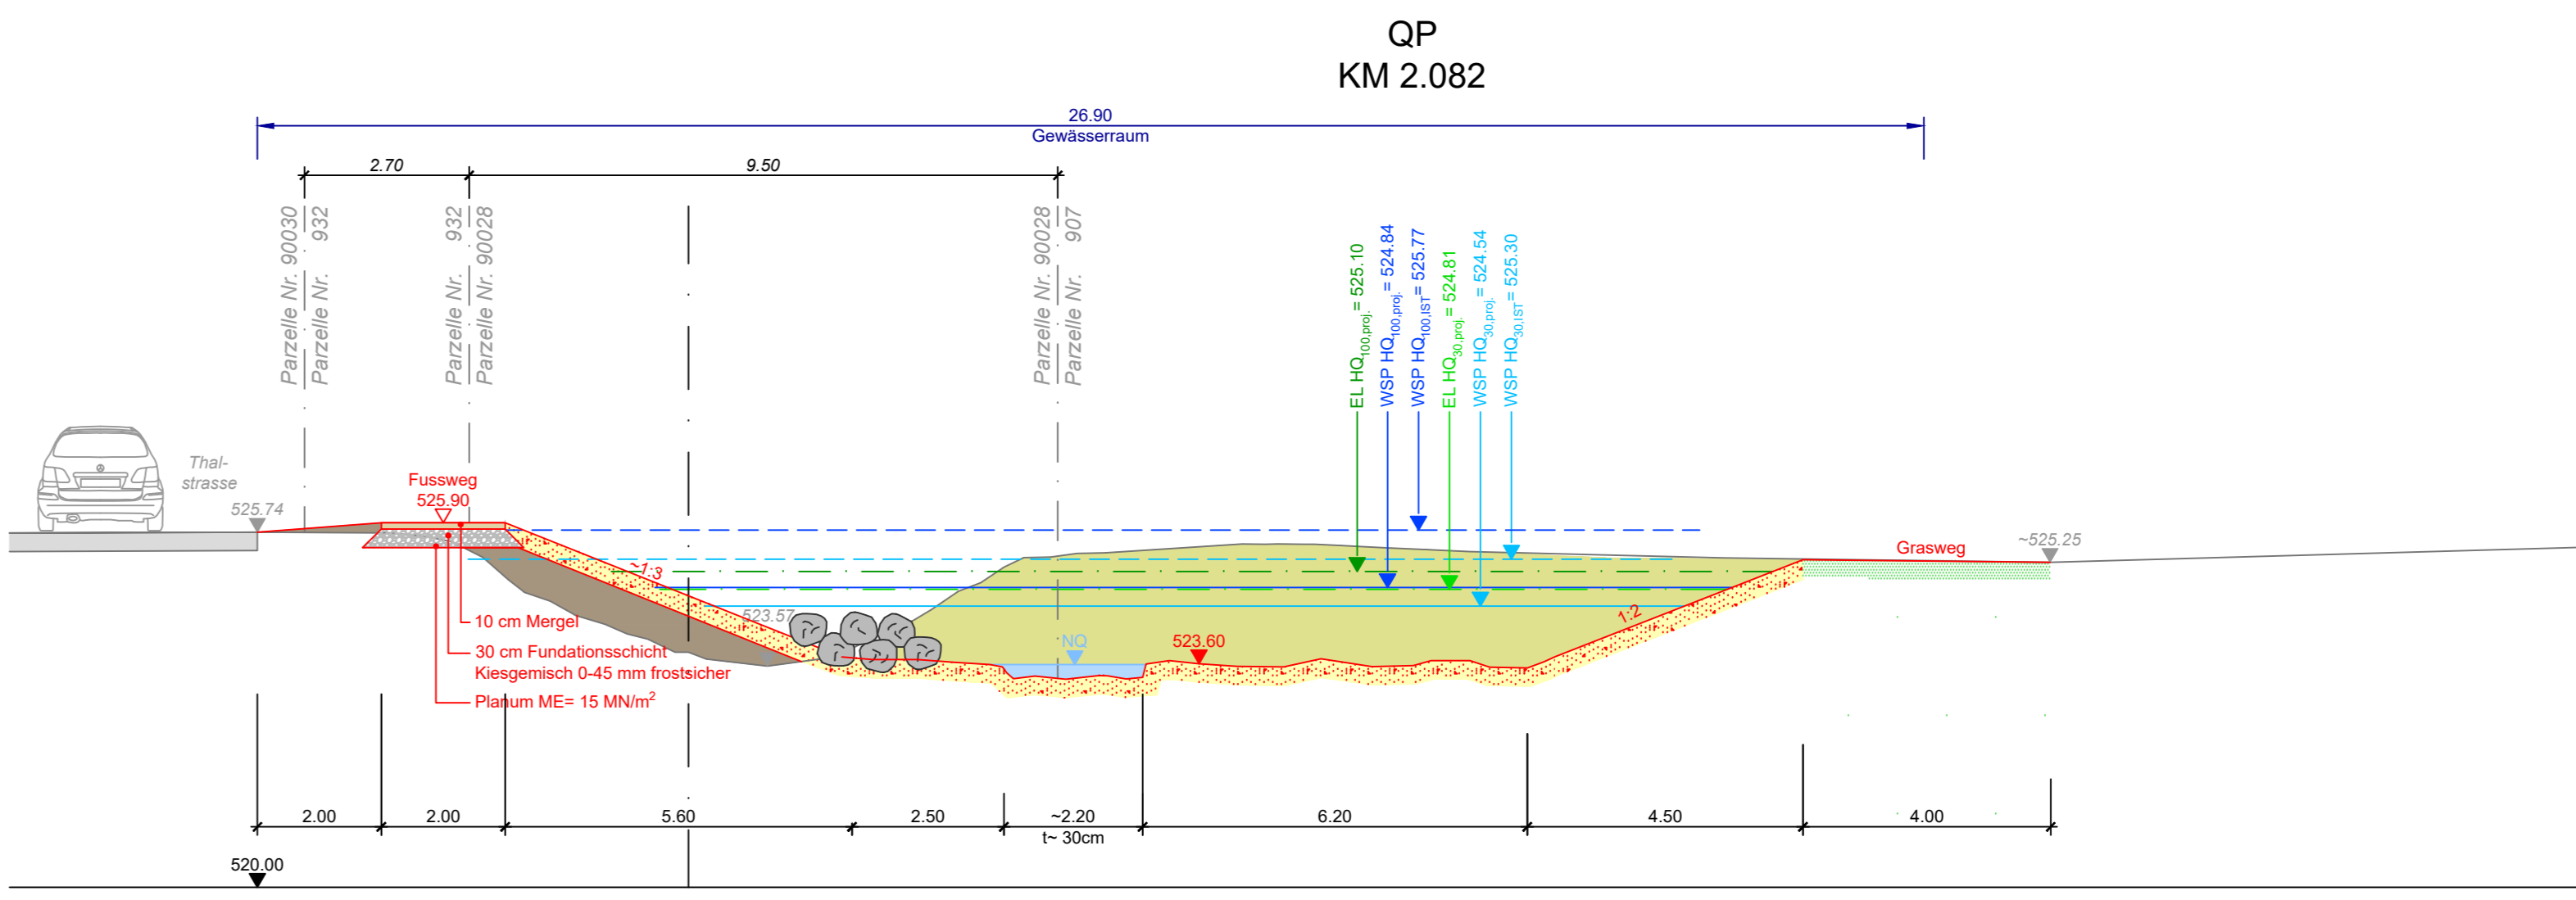 QP
KM 2.082
26.90
Gewässerraum
2.70
9.50
Parzelle Nr. 90030
Parzelle Nr. 932
Parzelle Nr. 932
Parzelle Nr. 90028
Parzelle Nr. 90028
Parzelle Nr. 907
EL HQ100,proj. = 525.10
WSP HQ100,proj. = 524.84
WSP HQ100,IST = 525.77
EL HQ30,proj. = 524.81
WSP HQ30,proj. = 524.54
WSP HQ30,IST = 525.30
Thal-
strasse
525.74
Fussweg
525.90
~1:3
523.57
NQ
523.60
1:2
Grasweg
~525.25
10 cm Mergel
30 cm Fundationsschicht
Kiesgemisch 0-45 mm frostsicher
Planum ME= 15 MN/m²
2.00
2.00
5.60
2.50
~2.20
t~ 30cm
6.20
4.50
4.00
520.00